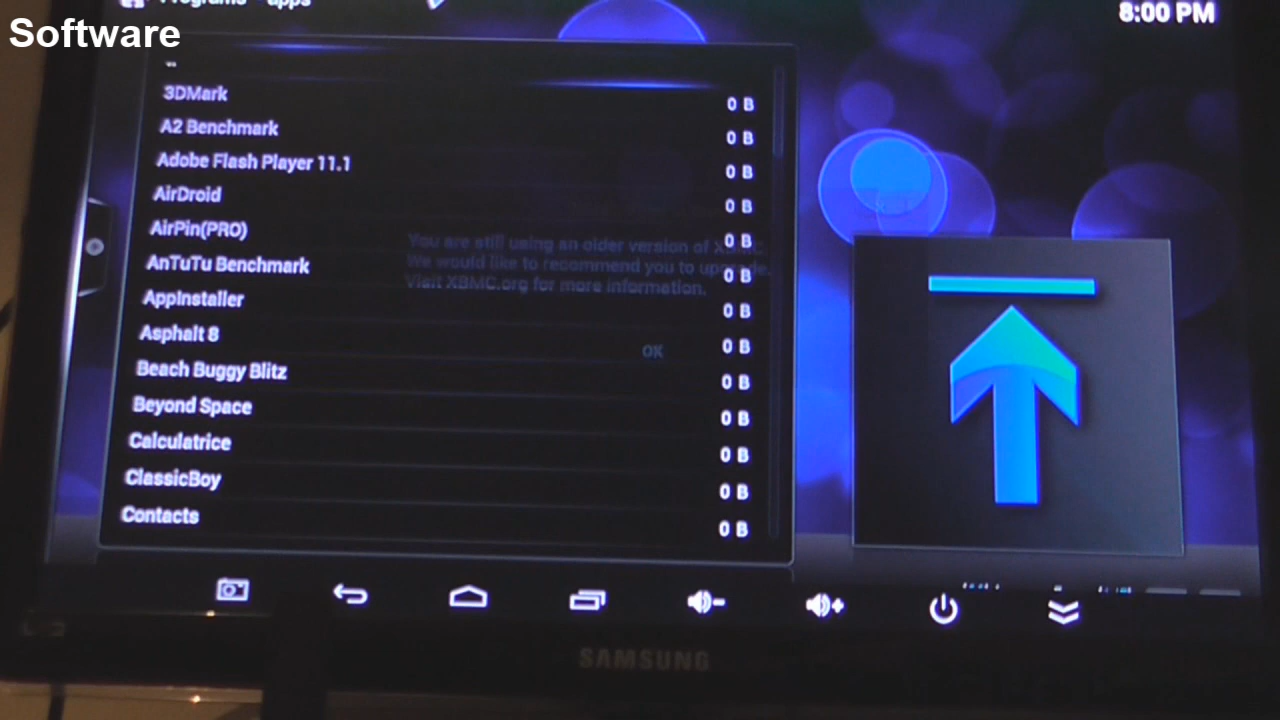 Software
Programs - apps
8:00 PM
..
3DMark 0 B
A2 Benchmark 0 B
Adobe Flash Player 11.1 0 B
AirDroid 0 B
AirPin(PRO) 0 B
AnTuTu Benchmark 0 B
AppInstaller 0 B
Asphalt 8 0 B
Beach Buggy Blitz 0 B
Beyond Space 0 B
Calculatrice 0 B
ClassicBoy 0 B
Contacts 0 B
You are still using an older version of XBMC.
We would like to recommend you to upgrade.
Visit XBMC.org for more information.
OK
SAMSUNG